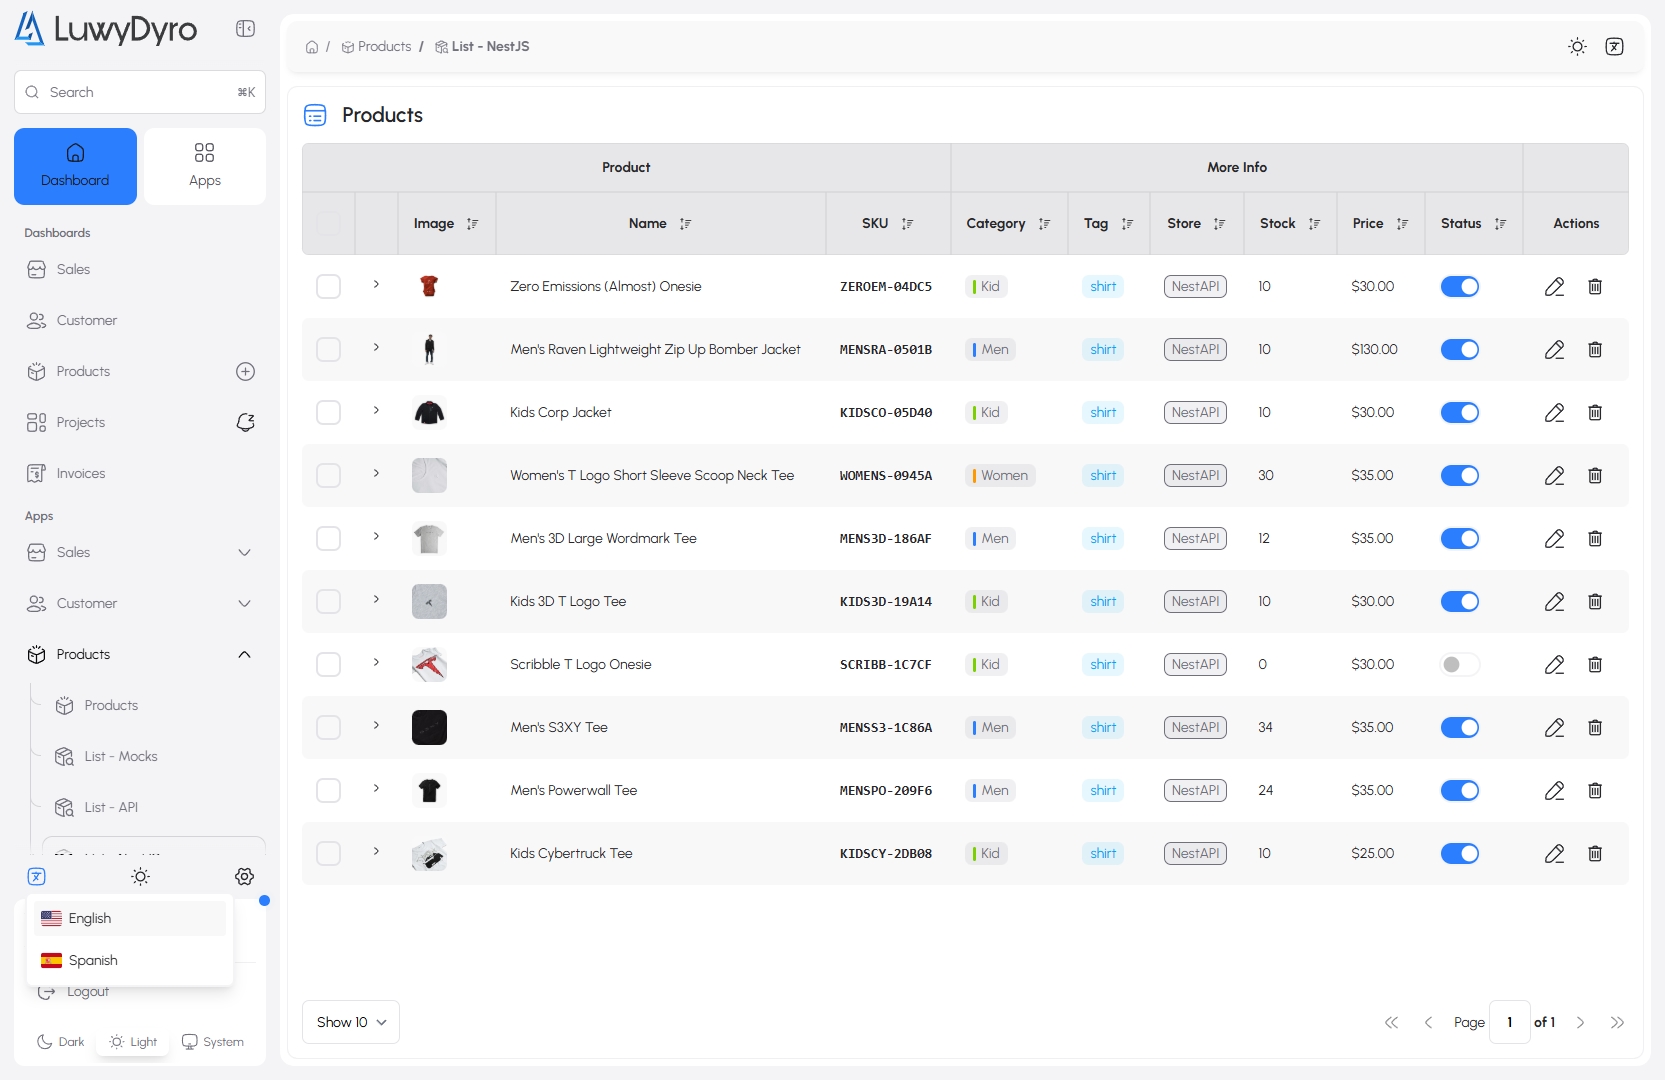 LuwyDyro
Search ⌘K
Dashboard
Apps
Dashboards
Sales
Customer
Products
Projects
Invoices
Apps
Sales
Customer
Products
Products
List - Mocks
List - API
English
Spanish
Logout
Dark Light System
/ Products / List - NestJS
Products
Product More Info
Image Name SKU Category Tag Store Stock Price Status Actions
Zero Emissions (Almost) Onesie ZEROEM-04DC5 Kid shirt NestAPI 10 $30.00
Men's Raven Lightweight Zip Up Bomber Jacket MENSRA-0501B Men shirt NestAPI 10 $130.00
Kids Corp Jacket KIDSCO-05D40 Kid shirt NestAPI 10 $30.00
Women's T Logo Short Sleeve Scoop Neck Tee WOMENS-0945A Women shirt NestAPI 30 $35.00
Men's 3D Large Wordmark Tee MENS3D-186AF Men shirt NestAPI 12 $35.00
Kids 3D T Logo Tee KIDS3D-19A14 Kid shirt NestAPI 10 $30.00
Scribble T Logo Onesie SCRIBB-1C7CF Kid shirt NestAPI 0 $30.00
Men's S3XY Tee MENSS3-1C86A Men shirt NestAPI 34 $35.00
Men's Powerwall Tee MENSPO-209F6 Men shirt NestAPI 24 $35.00
Kids Cybertruck Tee KIDSCY-2DB08 Kid shirt NestAPI 10 $25.00
Show 10
Page 1 of 1